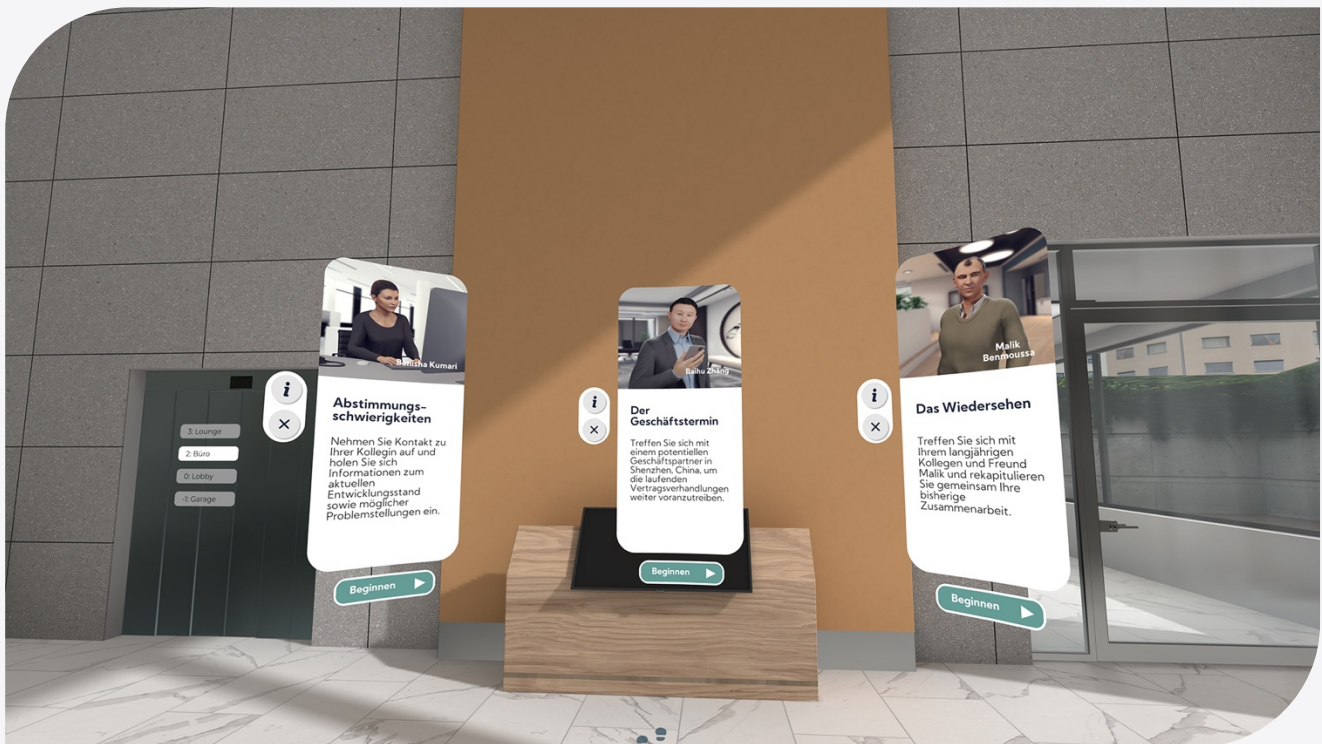 3: Lounge
2: Büro
0: Lobby
-1: Garage
i
Banisha Kumari
Abstimmungs-
schwierigkeiten
Nehmen Sie Kontakt zu
Ihrer Kollegin auf und
holen Sie sich
Informationen zum
aktuellen
Entwicklungsstand
sowie möglicher
Problemstellungen ein.
Beginnen
i
Baihu Zhang
Der
Geschäftstermin
Treffen Sie sich mit
einem potentiellen
Geschäftspartner in
Shenzhen, China, um
die laufenden
Vertragsverhandlungen
weiter voranzutreiben.
Beginnen
i
Malik
Benmoussa
Das Wiedersehen
Treffen Sie sich mit
Ihrem langjährigen
Kollegen und Freund
Malik und rekapitulieren
Sie gemeinsam Ihre
bisherige
Zusammenarbeit.
Beginnen